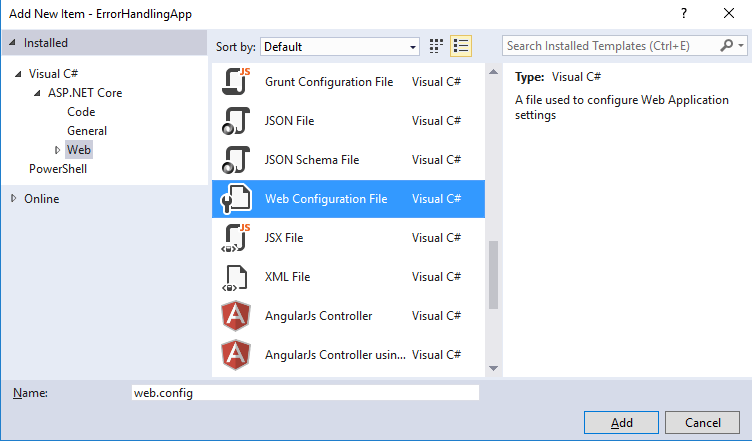 Add New Item - ErrorHandlingApp
?
Installed
Sort by: Default
Search Installed Templates (Ctrl+E)
Visual C#
ASP.NET Core
Code
General
Web
PowerShell
Online
JS Grunt Configuration File Visual C#
JSON File Visual C#
JSON Schema File Visual C#
Web Configuration File Visual C#
JS JSX File Visual C#
XML File Visual C#
A AngularJs Controller Visual C#
A AngularJs Controller usin... Visual C#
Type: Visual C#
A file used to configure Web Application
settings
Name: web.config
Add Cancel